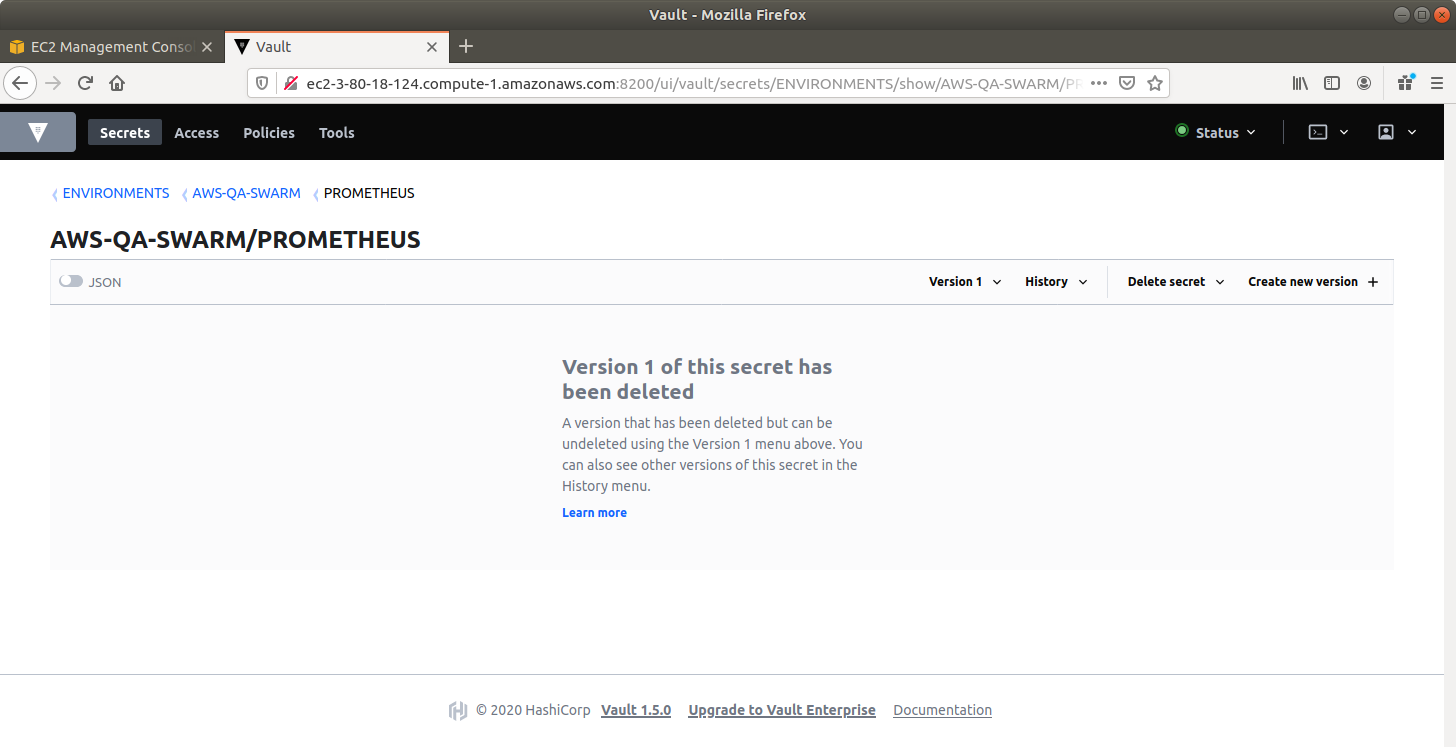 Vault - Mozilla Firefox
EC2 Management Conso
Vault
ec2-3-80-18-124.compute-1.amazonaws.com:8200/ui/vault/secrets/ENVIRONMENTS/show/AWS-QA-SWARM/PR
Secrets Access Policies Tools Status
ENVIRONMENTS AWS-QA-SWARM PROMETHEUS
AWS-QA-SWARM/PROMETHEUS
JSON Version 1 History Delete secret Create new version
Version 1 of this secret has
been deleted
A version that has been deleted but can be
undeleted using the Version 1 menu above. You
can also see other versions of this secret in the
History menu.
Learn more
© 2020 HashiCorp Vault 1.5.0 Upgrade to Vault Enterprise Documentation